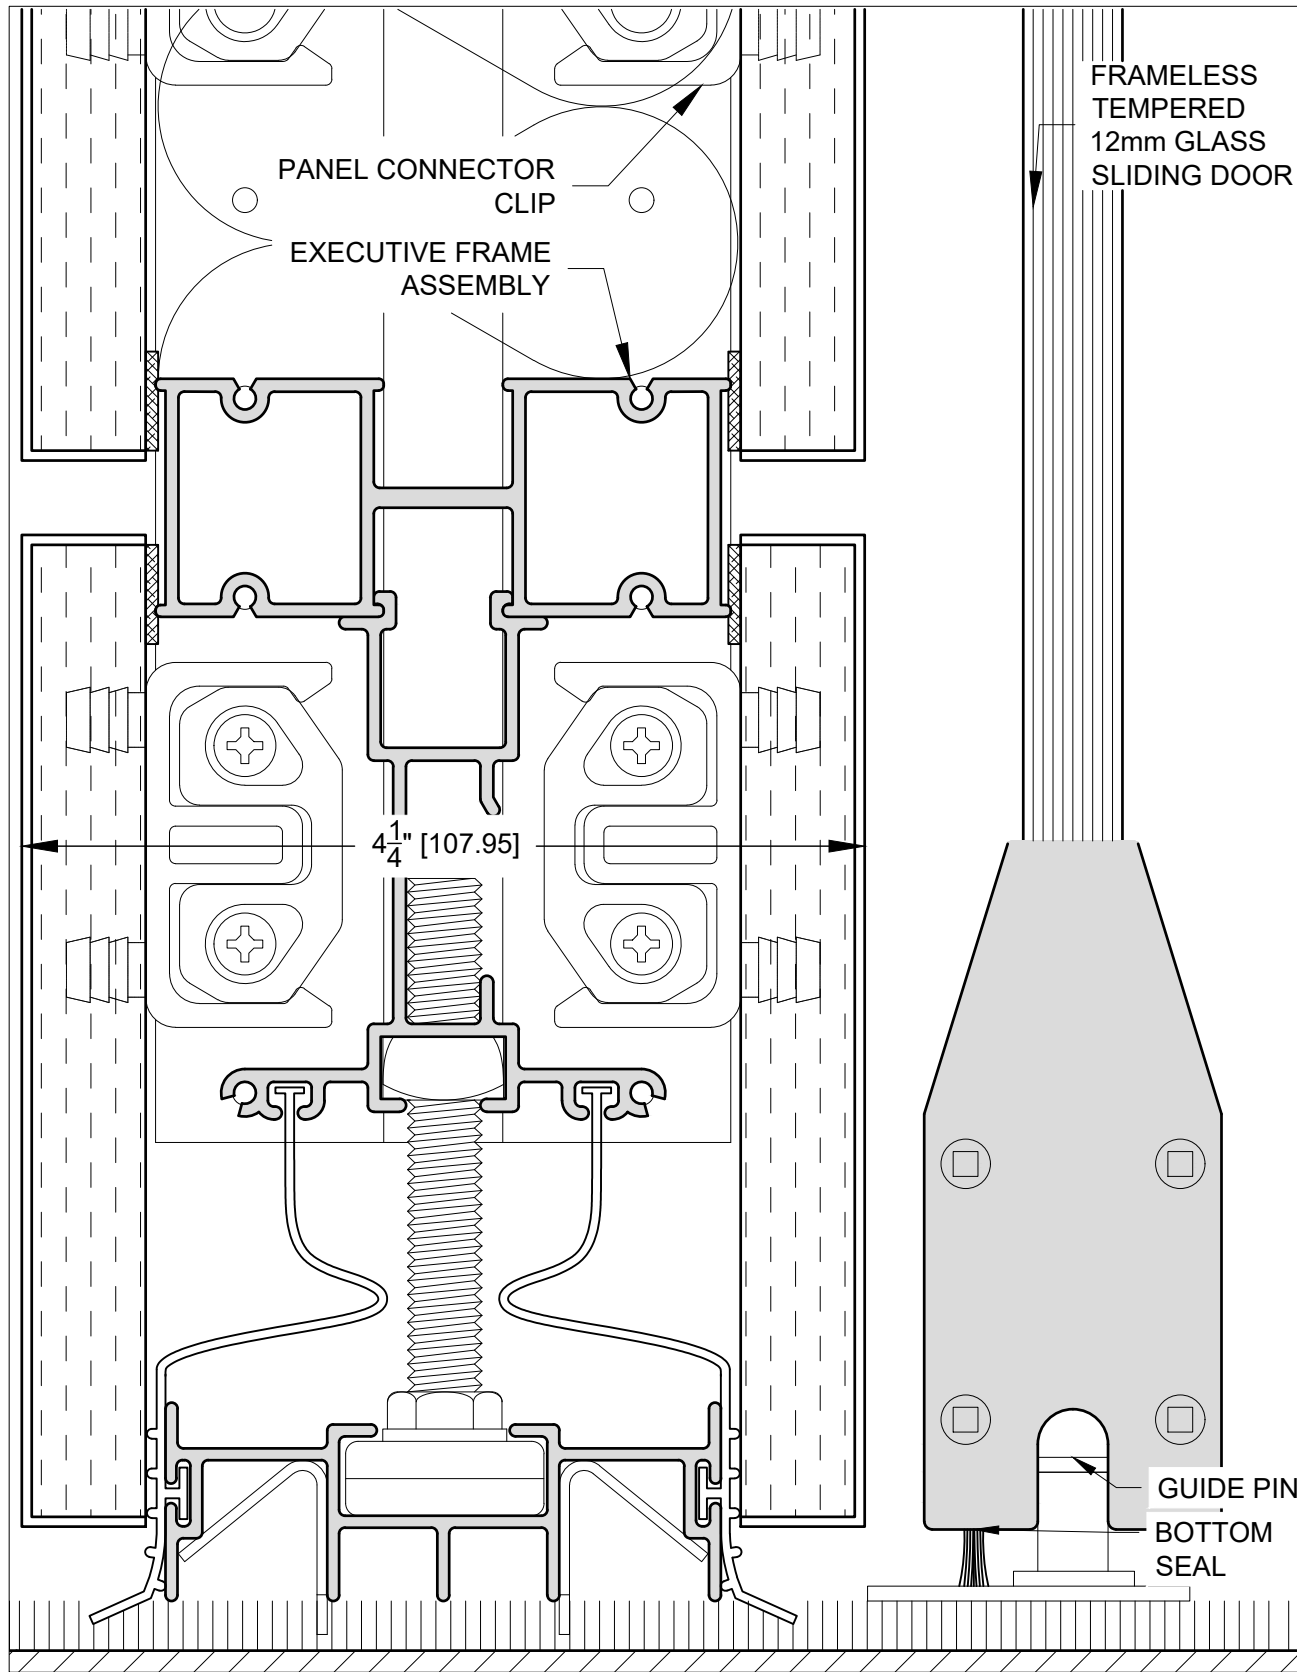 FRAMELESS
TEMPERED
12mm GLASS
SLIDING DOOR
PANEL CONNECTOR
CLIP
EXECUTIVE FRAME
ASSEMBLY
4 1/4" [107.95]
GUIDE PIN
BOTTOM
SEAL